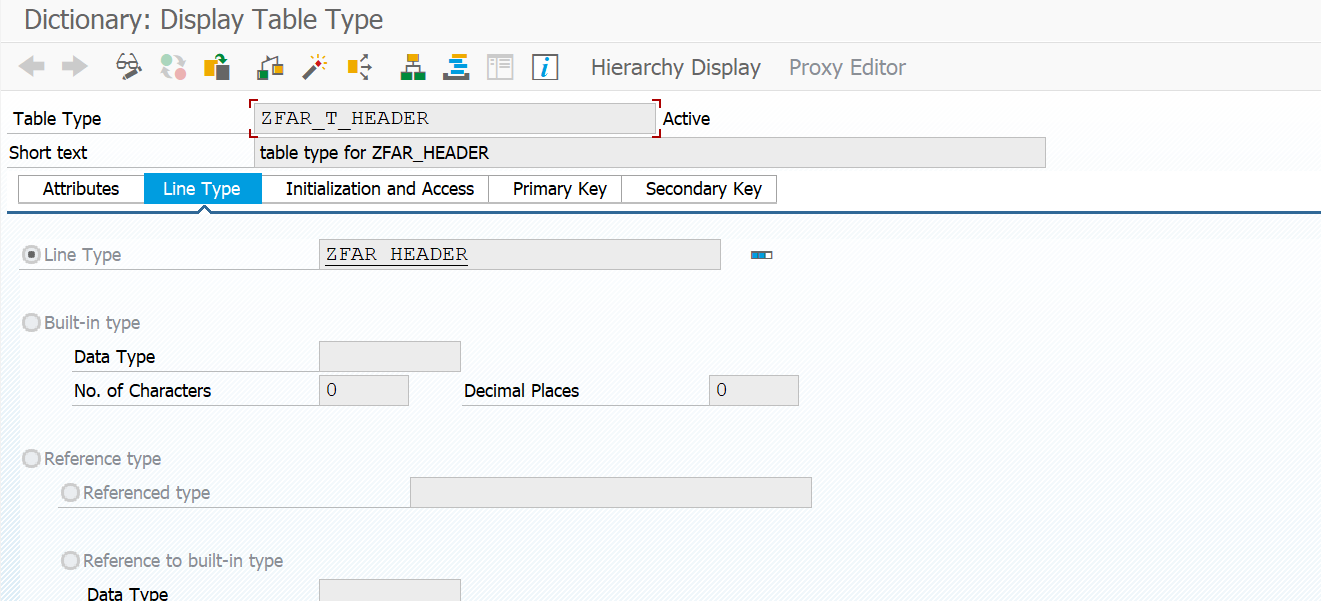 Dictionary: Display Table Type
Hierarchy Display Proxy Editor
Table Type ZFAR_T_HEADER Active
Short text table type for ZFAR_HEADER
Attributes Line Type Initialization and Access Primary Key Secondary Key
Line Type ZFAR_HEADER
Built-in type
Data Type
No. of Characters 0 Decimal Places 0
Reference type
Referenced type
Reference to built-in type
Data Type